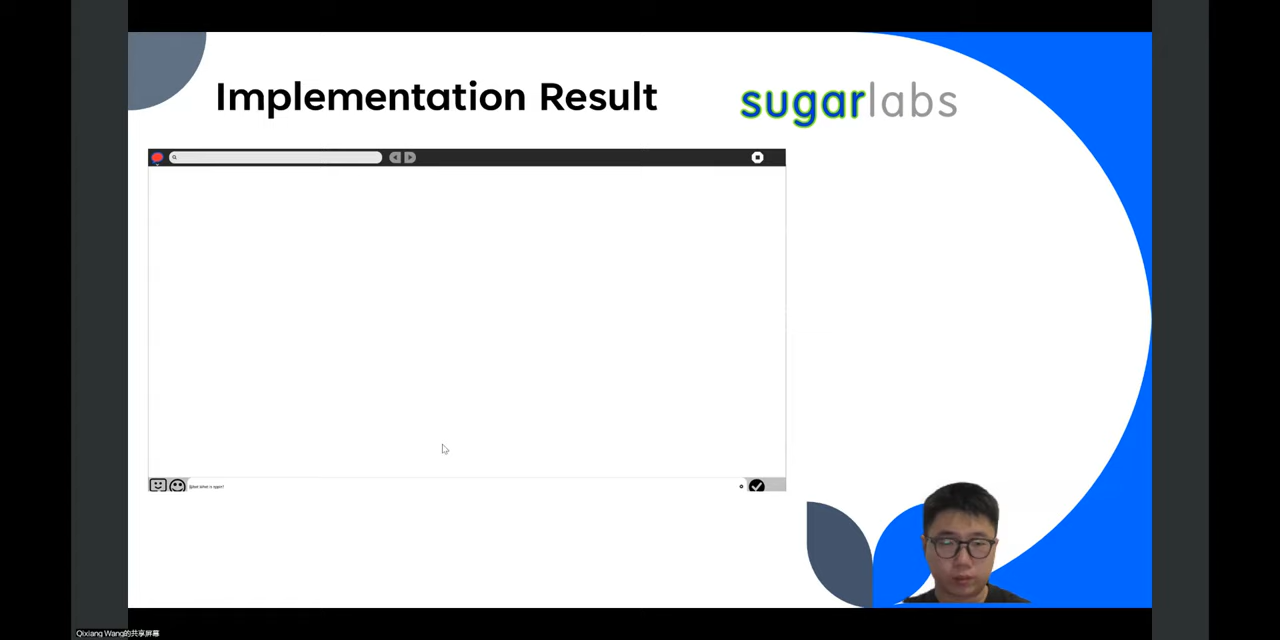 Implementation Result
sugarlabs
Qixiang Wang的共享屏幕